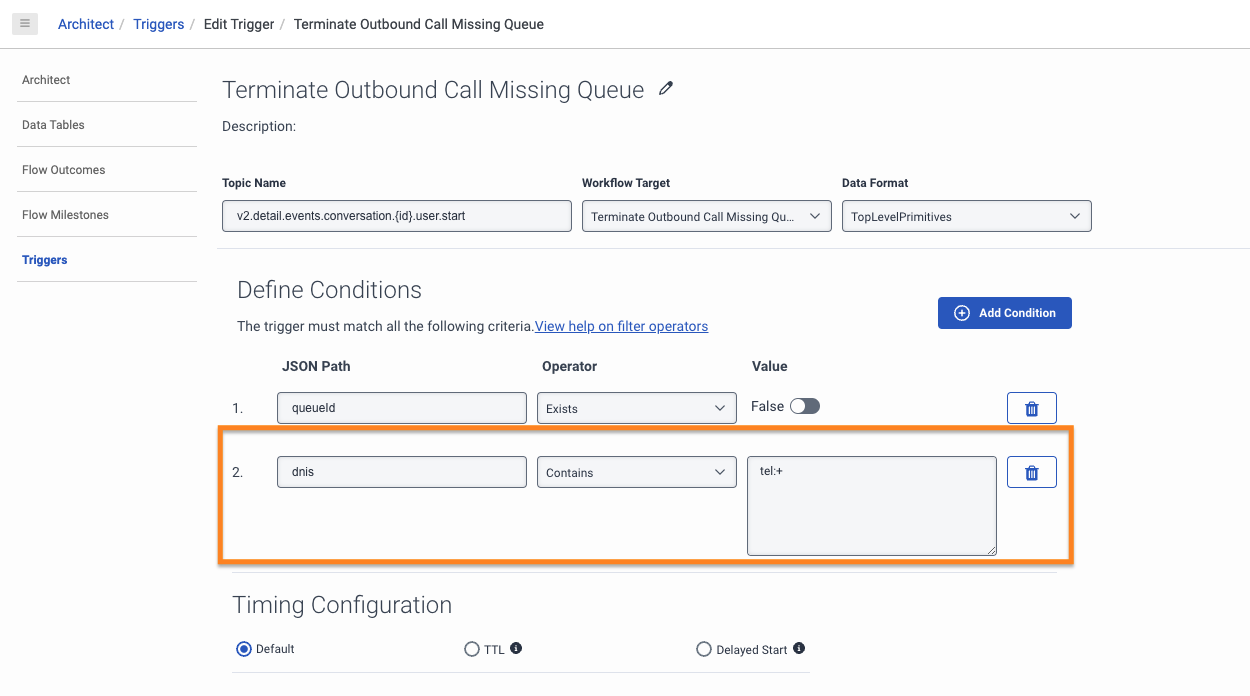 Architect / Triggers / Edit Trigger / Terminate Outbound Call Missing Queue
Architect
Data Tables
Flow Outcomes
Flow Milestones
Triggers
Terminate Outbound Call Missing Queue
Description:
Topic Name Workflow Target Data Format
v2.detail.events.conversation.{id}.user.start Terminate Outbound Call Missing Qu... TopLevelPrimitives
Define Conditions
The trigger must match all the following criteria.View help on filter operators
Add Condition
JSON Path Operator Value
1. queueId Exists False
2. dnis Contains tel:+
Timing Configuration
Default TTL Delayed Start